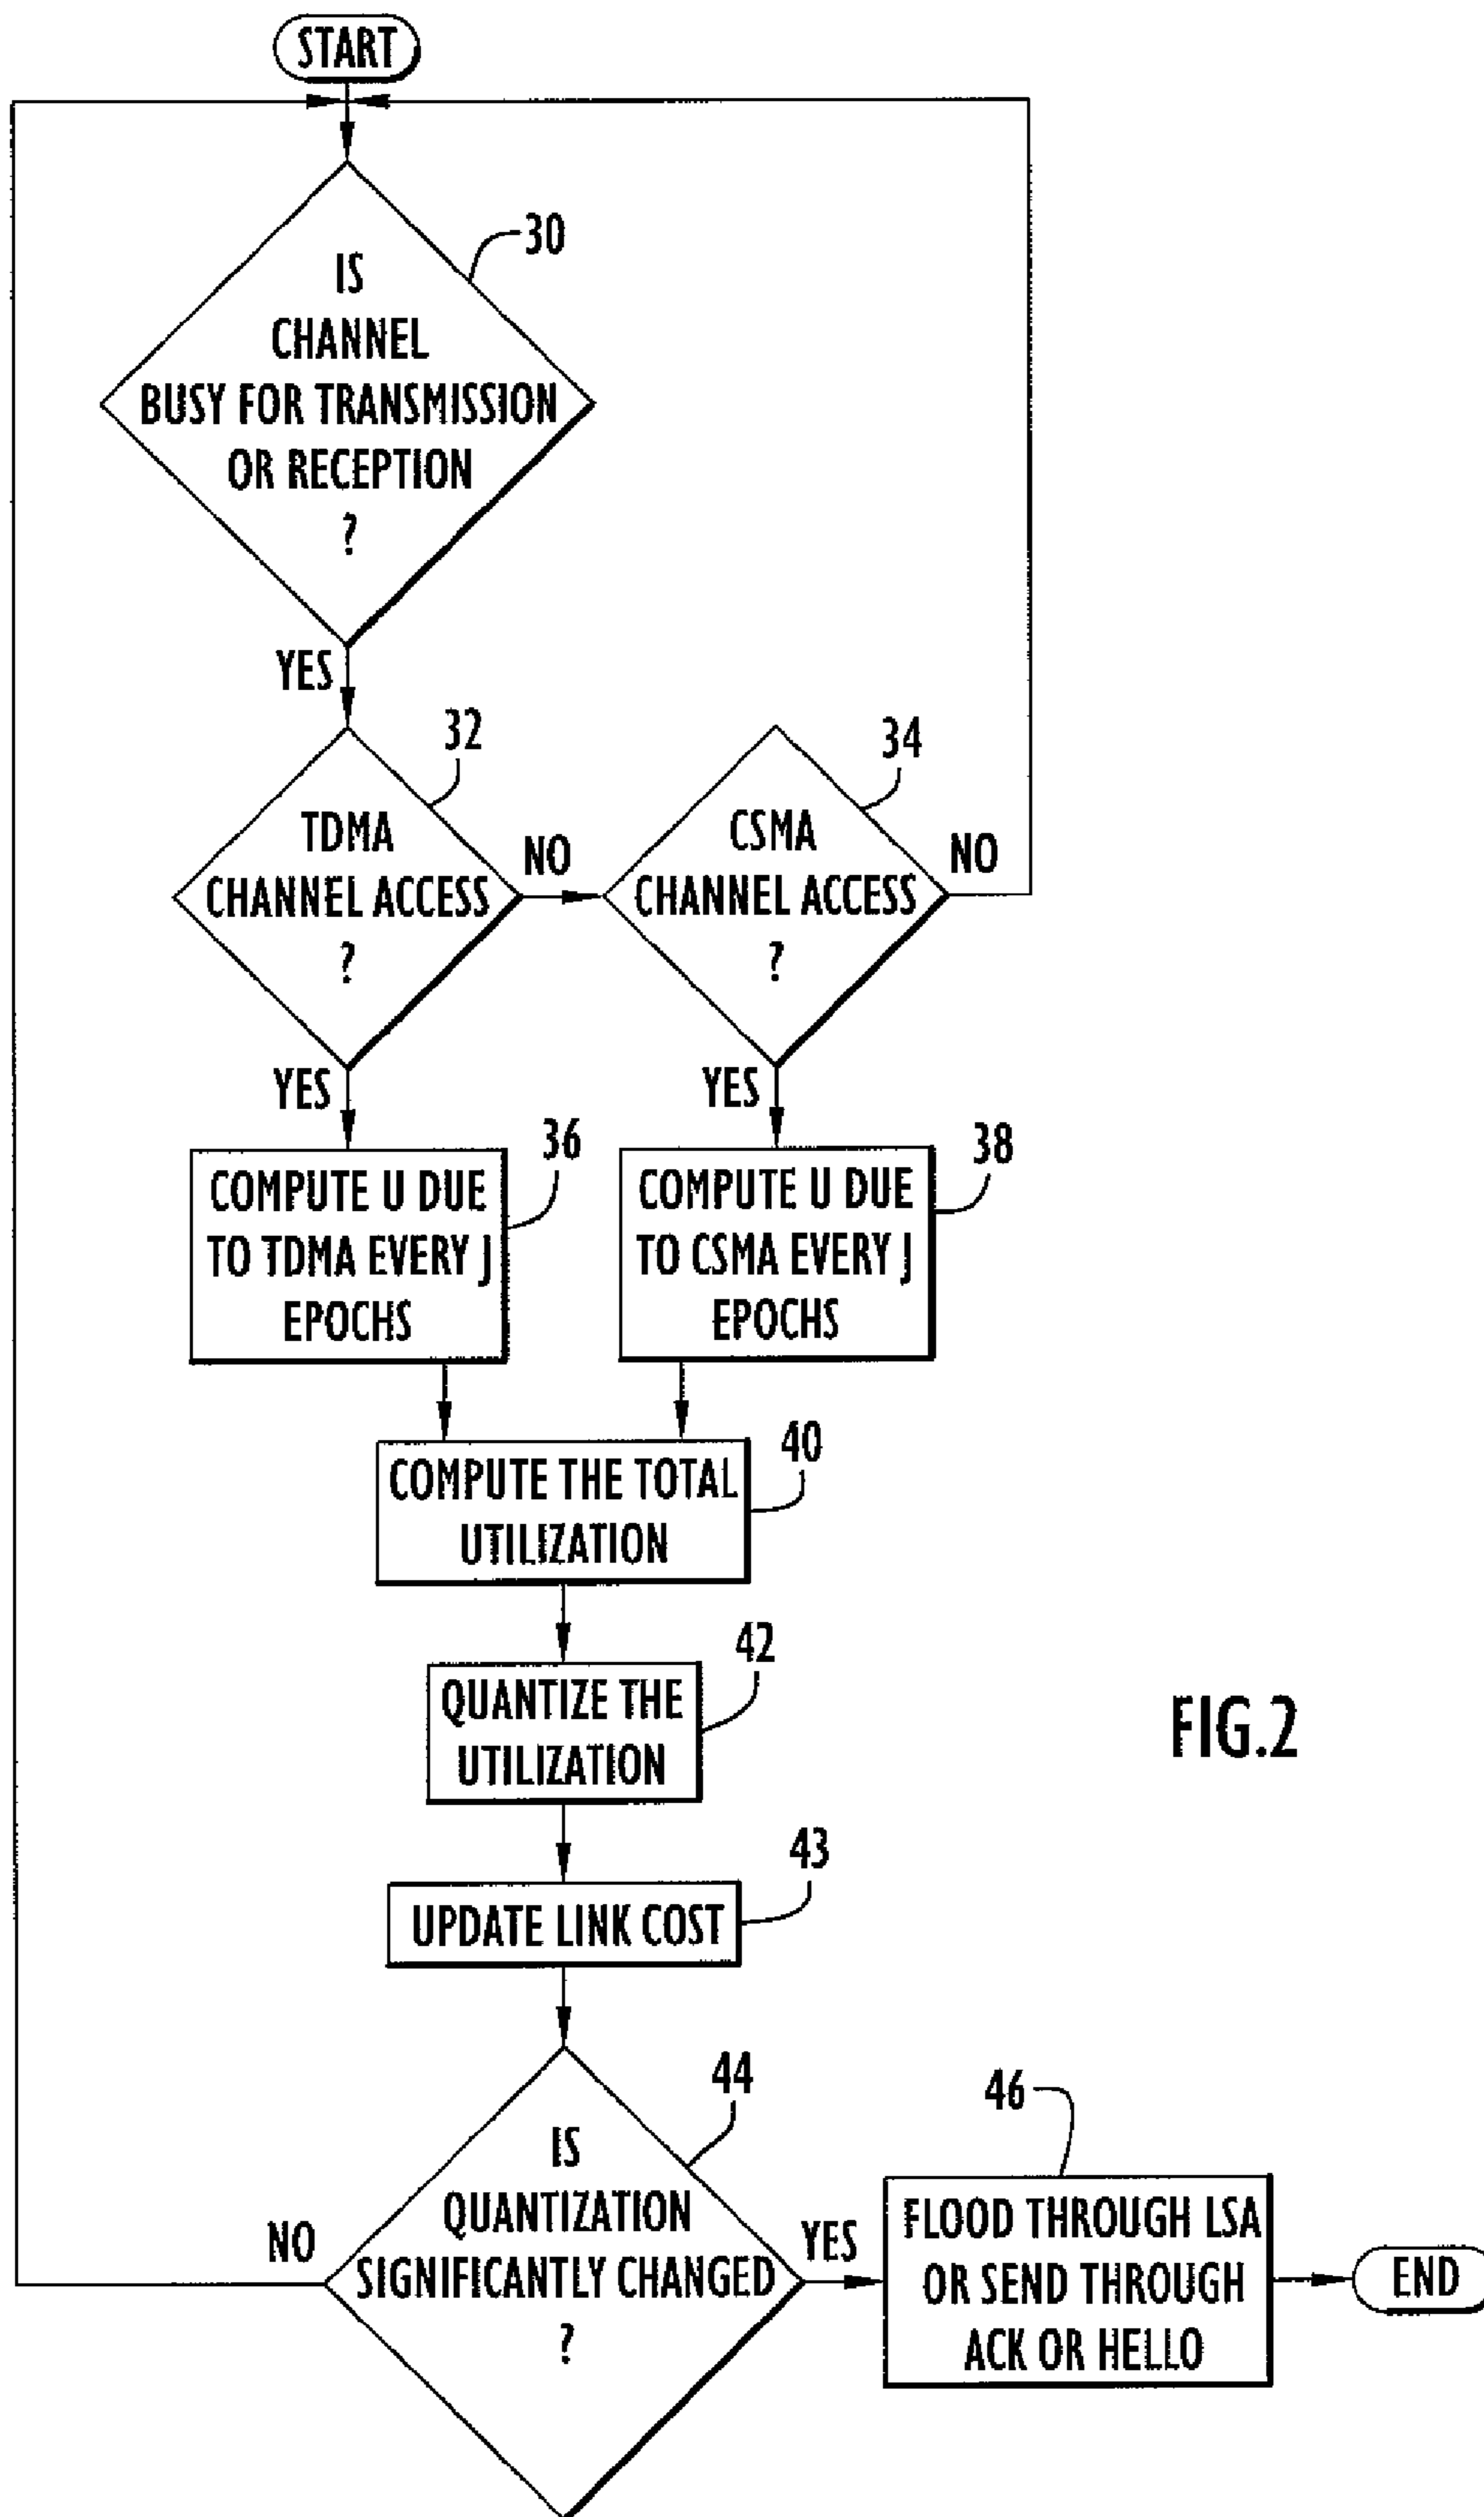 START
30
IS
CHANNEL
BUSY FOR TRANSMISSION
OR RECEPTION
?
YES
32
TDMA
CHANNEL ACCESS
?
NO
34
CSMA
CHANNEL ACCESS
?
NO
YES
YES
36
COMPUTE U DUE
TO TDMA EVERY J
EPOCHS
38
COMPUTE U DUE
TO CSMA EVERY J
EPOCHS
40
COMPUTE THE TOTAL
UTILIZATION
42
QUANTIZE THE
UTILIZATION
FIG.2
43
UPDATE LINK COST
44
IS
QUANTIZATION
SIGNIFICANTLY CHANGED
?
NO
YES
46
FLOOD THROUGH LSA
OR SEND THROUGH
ACK OR HELLO
END